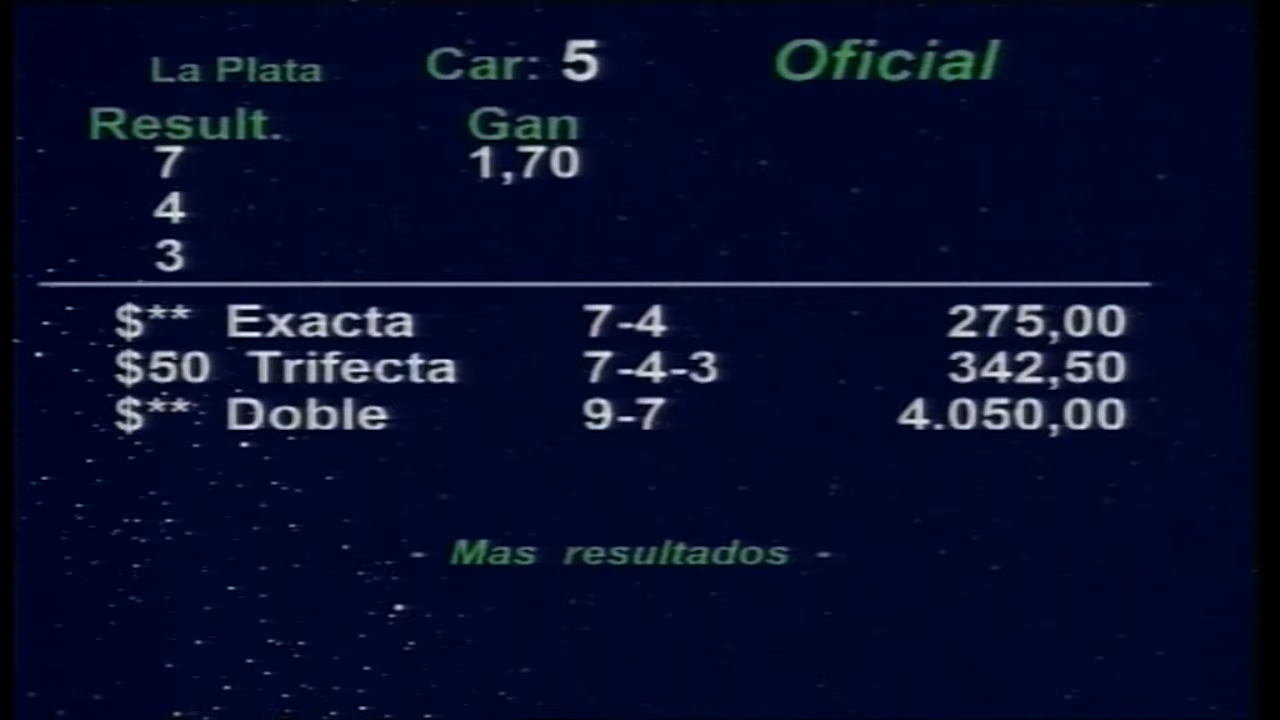 La Plata Car: 5 Oficial
Result. Gan
7 1,70
4
3
$** Exacta 7-4 275,00
$50 Trifecta 7-4-3 342,50
$** Doble 9-7 4.050,00
- Mas resultados -